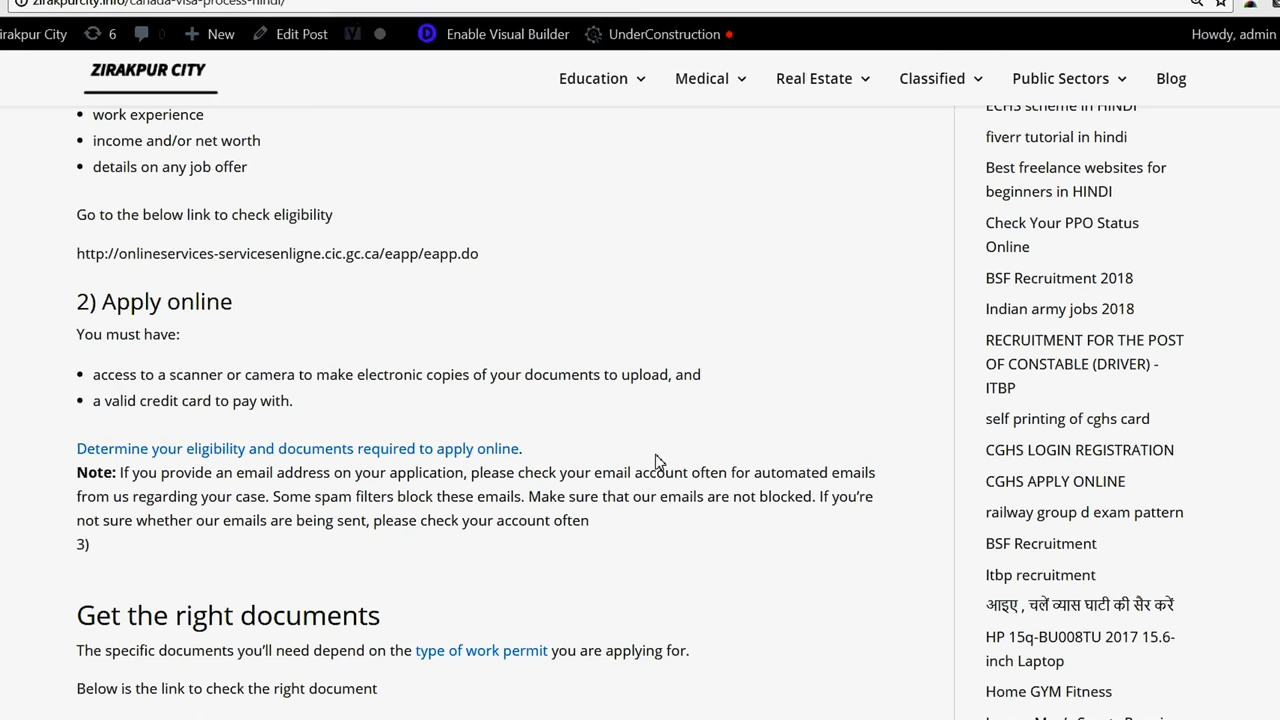 zirakpurcity.info/canada-visa-process-hindi/
irakpur City 6 0 New Edit Post Enable Visual Builder UnderConstruction Howdy, admin
ZIRAKPUR CITY
Education Medical Real Estate Classified Public Sectors Blog
work experience
income and/or net worth
details on any job offer
Go to the below link to check eligibility
http://onlineservices-servicesenligne.cic.gc.ca/eapp/eapp.do
2) Apply online
You must have:
access to a scanner or camera to make electronic copies of your documents to upload, and
a valid credit card to pay with.
Determine your eligibility and documents required to apply online.
Note: If you provide an email address on your application, please check your email account often for automated emails
from us regarding your case. Some spam filters block these emails. Make sure that our emails are not blocked. If you’re
not sure whether our emails are being sent, please check your account often
3)
Get the right documents
The specific documents you’ll need depend on the type of work permit you are applying for.
Below is the link to check the right document
ECHS scheme in HINDI
fiverr tutorial in hindi
Best freelance websites for
beginners in HINDI
Check Your PPO Status
Online
BSF Recruitment 2018
Indian army jobs 2018
RECRUITMENT FOR THE POST
OF CONSTABLE (DRIVER) -
ITBP
self printing of cghs card
CGHS LOGIN REGISTRATION
CGHS APPLY ONLINE
railway group d exam pattern
BSF Recruitment
Itbp recruitment
आइए , चलें व्यास घाटी की सैर करें
HP 15q-BU008TU 2017 15.6-
inch Laptop
Home GYM Fitness